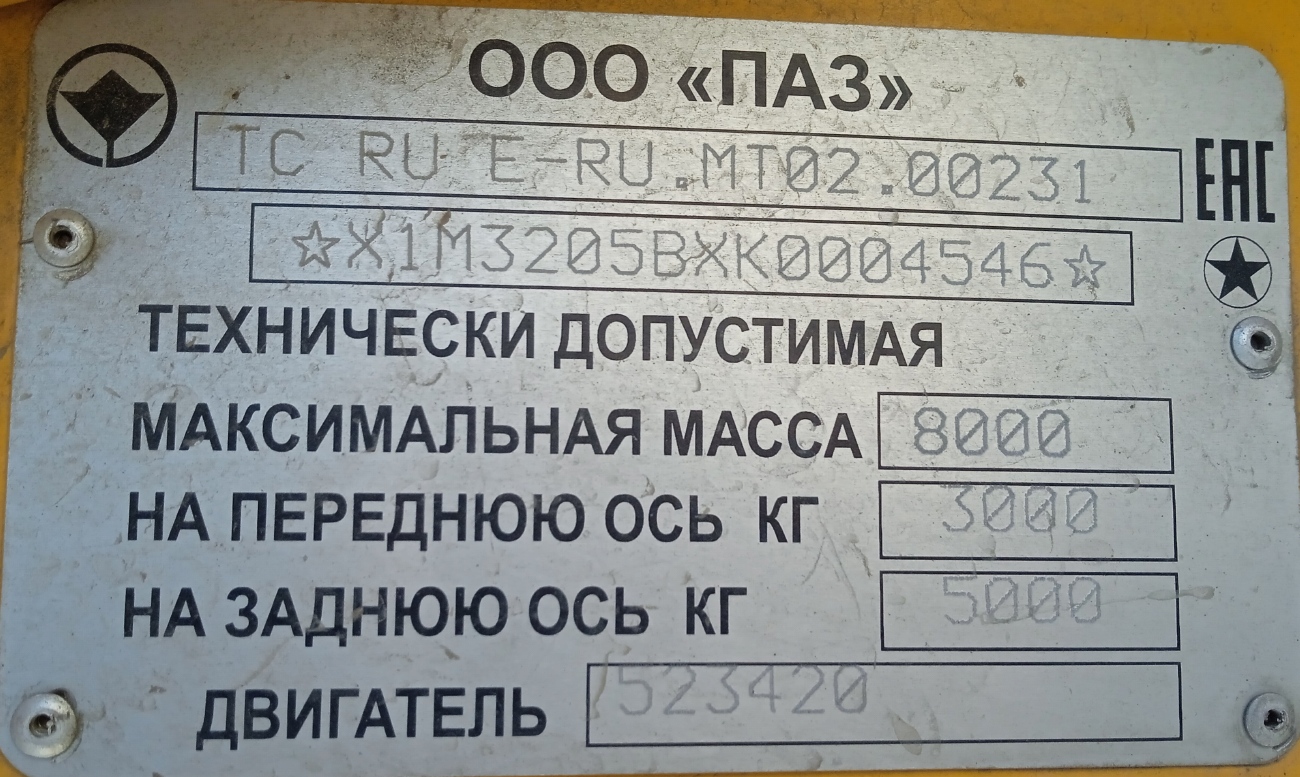 ООО «ПАЗ»
TC RU E-RU.MT02.00231
EAC
☆X1M3205BXK0004546☆
ТЕХНИЧЕСКИ ДОПУСТИМАЯ
МАКСИМАЛЬНАЯ МАССА 8000
НА ПЕРЕДНЮЮ ОСЬ КГ 3000
НА ЗАДНЮЮ ОСЬ КГ 5000
ДВИГАТЕЛЬ 523420